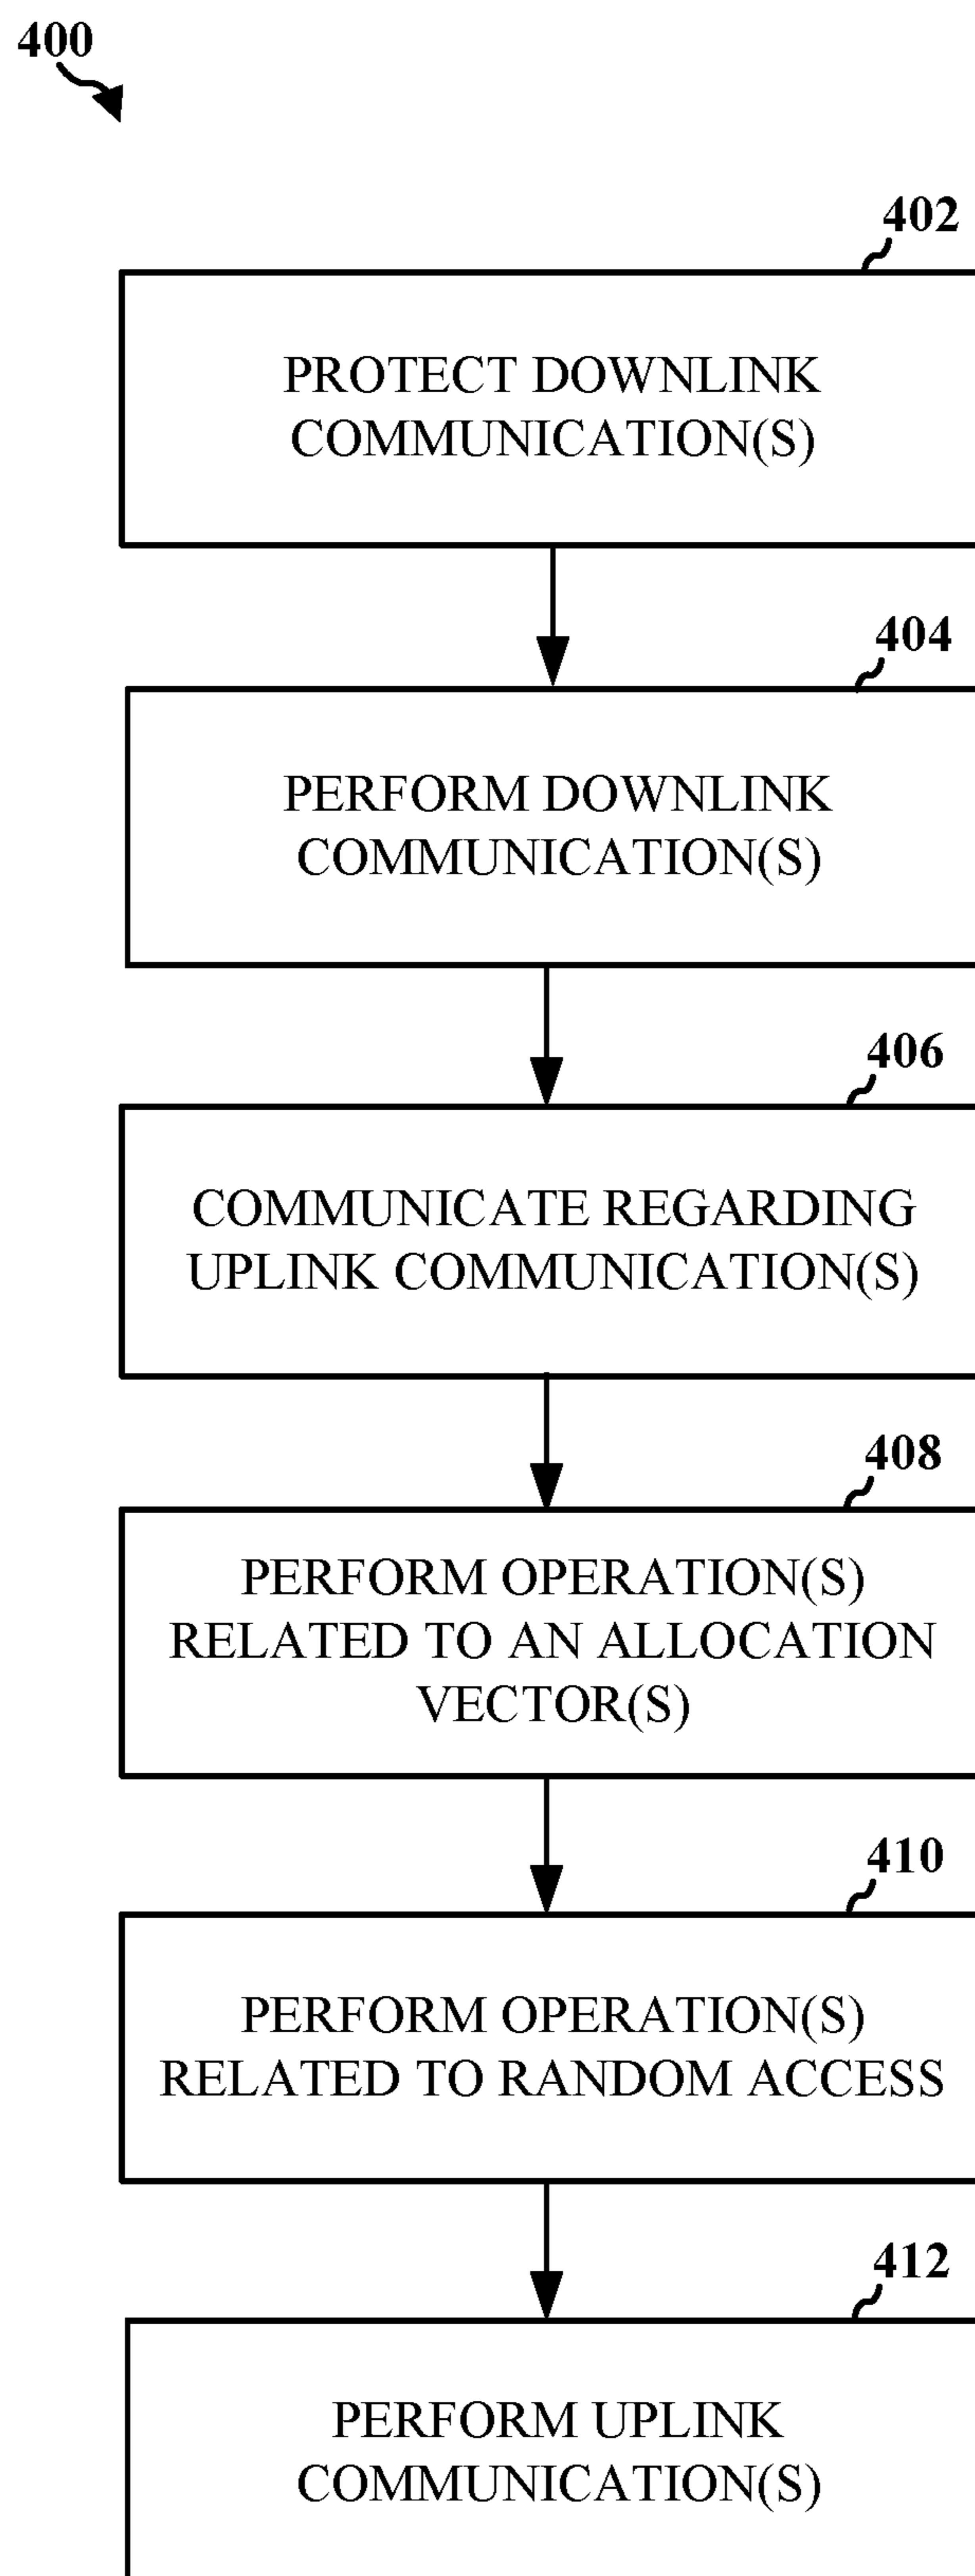 400
402
PROTECT DOWNLINK
COMMUNICATION(S)
404
PERFORM DOWNLINK
COMMUNICATION(S)
406
COMMUNICATE REGARDING
UPLINK COMMUNICATION(S)
408
PERFORM OPERATION(S)
RELATED TO AN ALLOCATION
VECTOR(S)
410
PERFORM OPERATION(S)
RELATED TO RANDOM ACCESS
412
PERFORM UPLINK
COMMUNICATION(S)